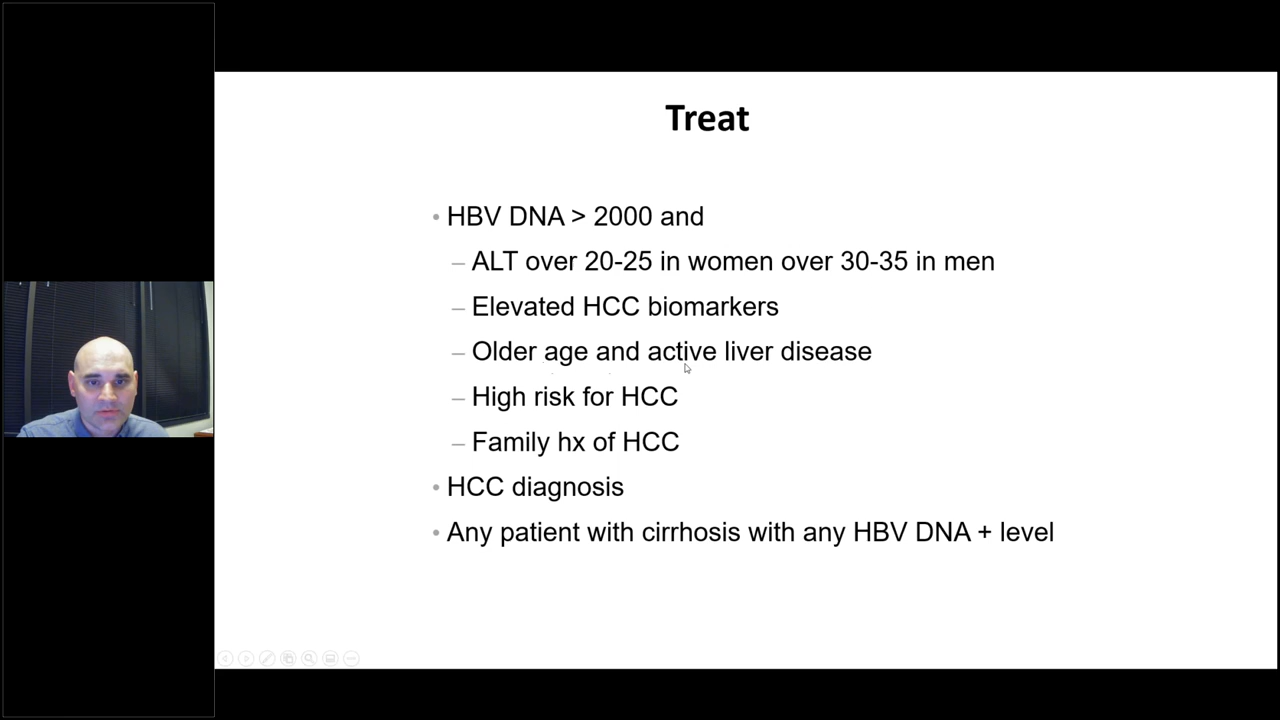 Treat
• HBV DNA > 2000 and
– ALT over 20-25 in women over 30-35 in men
– Elevated HCC biomarkers
– Older age and active liver disease
– High risk for HCC
– Family hx of HCC
• HCC diagnosis
• Any patient with cirrhosis with any HBV DNA + level